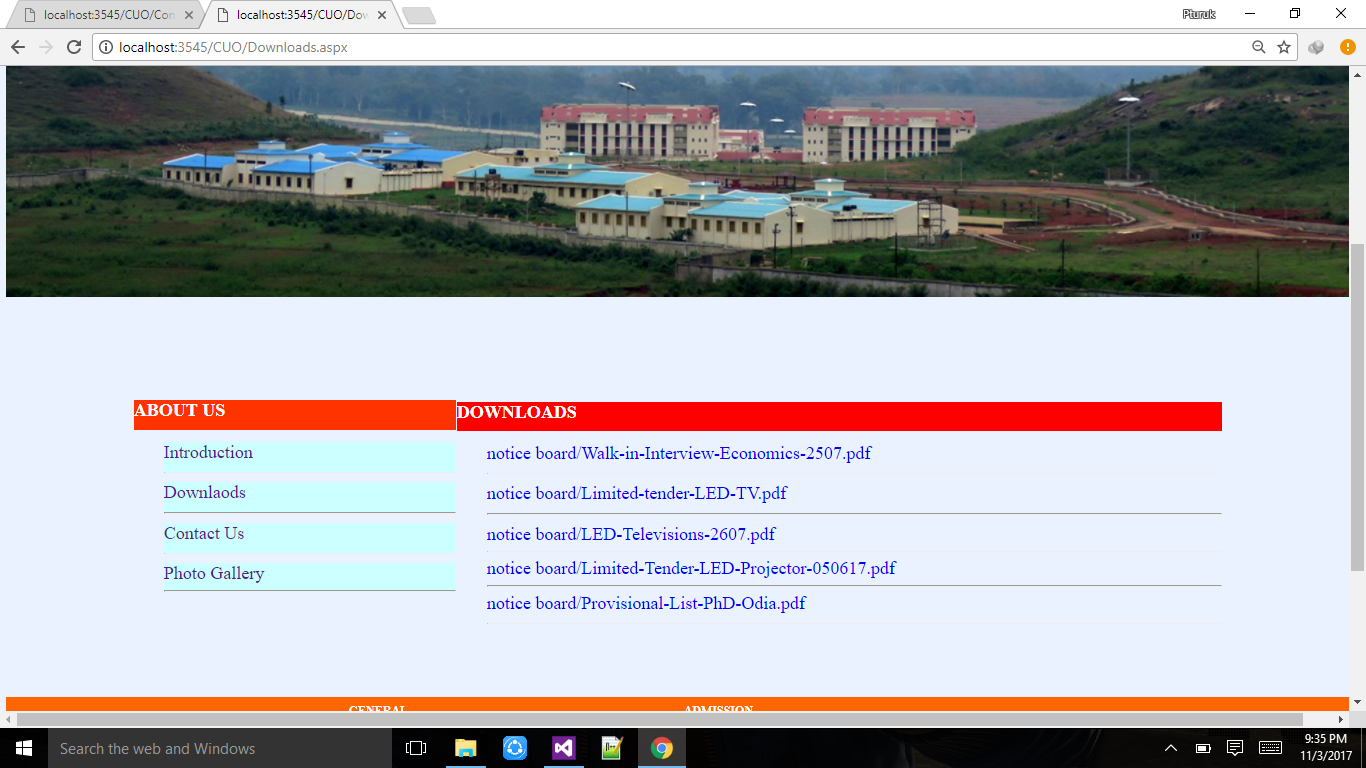 localhost:3545/CUO/Con
localhost:3545/CUO/Dow
Pturuk
localhost:3545/CUO/Downloads.aspx
ABOUT US
DOWNLOADS
Introduction
notice board/Walk-in-Interview-Economics-2507.pdf
Downlaods
notice board/Limited-tender-LED-TV.pdf
Contact Us
notice board/LED-Televisions-2607.pdf
Photo Gallery
notice board/Limited-Tender-LED-Projector-050617.pdf
notice board/Provisional-List-PhD-Odia.pdf
GENERAL
ADMISSION
Search the web and Windows
9:35 PM
11/3/2017